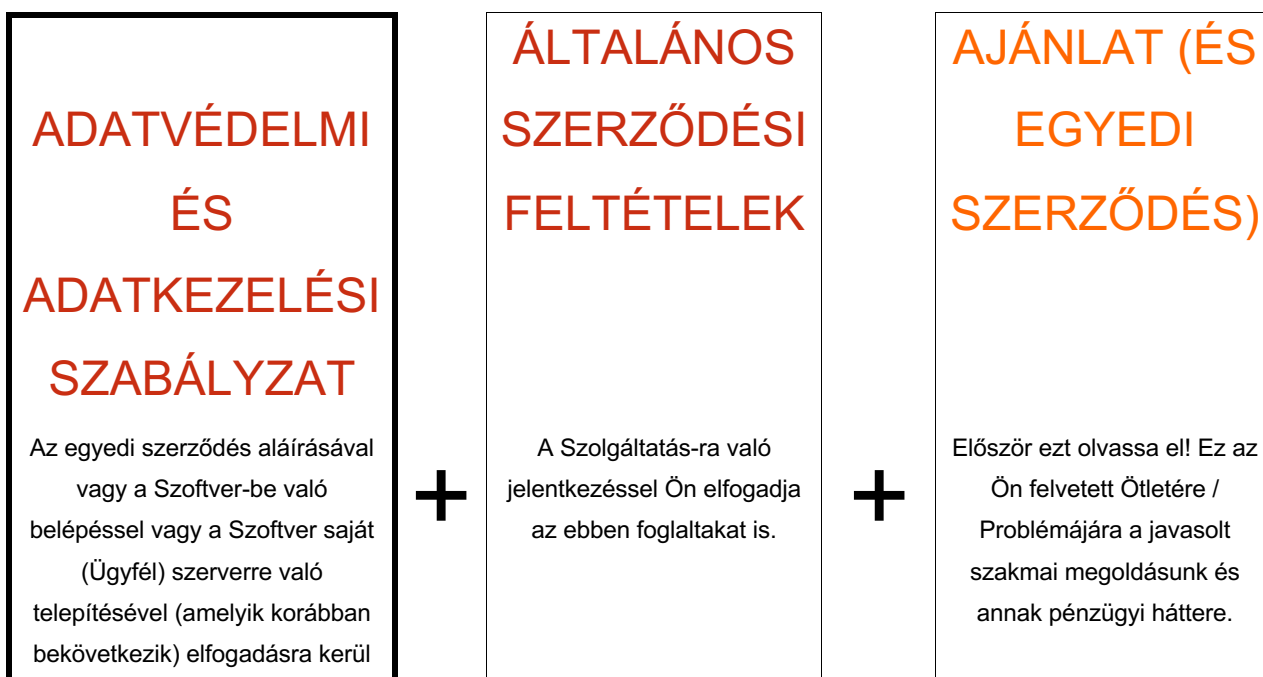 ADATVÉDELMI
ÉS
ADATKEZELÉSI
SZABÁLYZAT
Az egyedi szerződés aláírásával
vagy a Szoftver-be való
belépéssel vagy a Szoftver saját
(Ügyfél) szerverre való
telepítésével (amelyik korábban
bekövetkezik) elfogadásra kerül
+
ÁLTALÁNOS
SZERZŐDÉSI
FELTÉTELEK
A Szolgáltatás-ra való
jelentkezéssel Ön elfogadja
az ebben foglaltakat is.
+
AJÁNLAT (ÉS
EGYEDI
SZERZŐDÉS)
Először ezt olvassa el! Ez az
Ön felvetett Ötletére /
Problémájára a javasolt
szakmai megoldásunk és
annak pénzügyi háttere.